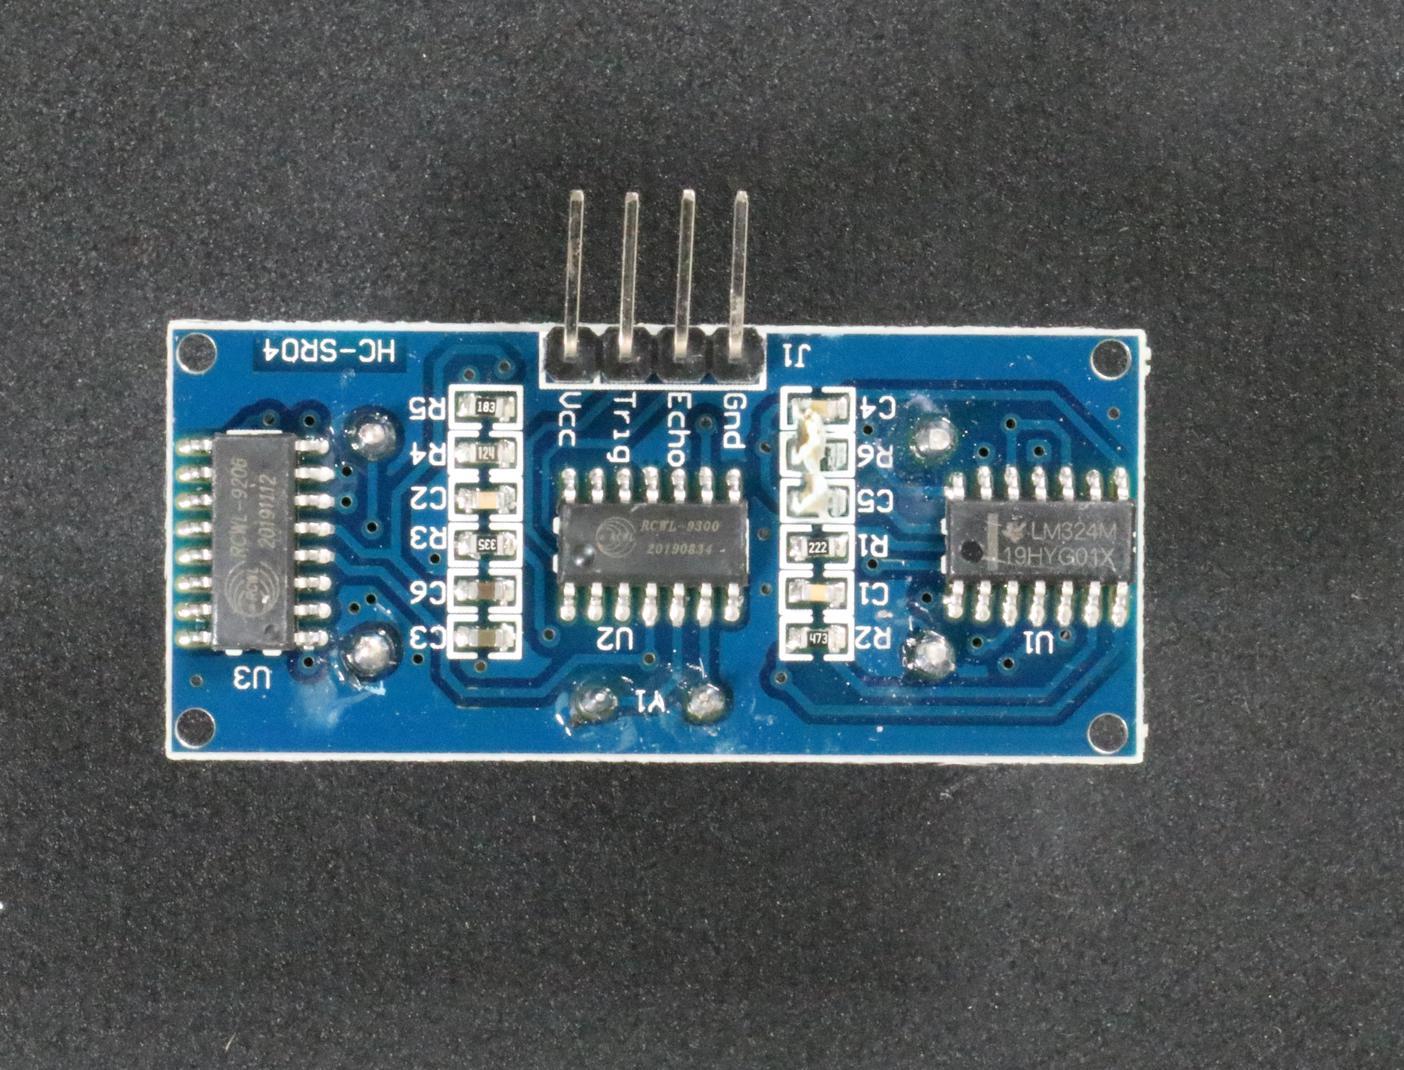 HC-SR04
J1
Vcc
Trig
Echo
Gnd
R5
183
R4
124
C2
R3
335
C6
C3
C4
R6
C5
R1
222
C1
R2
473
RCWL-9206
20191112
U3
RCWL-9300
20190834
U2
LM324M
19HYG01X
U1
Y1